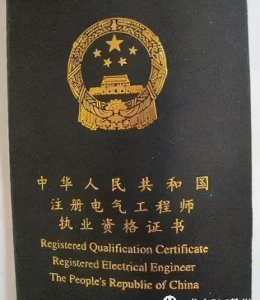 中华人民共和国
注册电气工程师
执业资格证书
Registered Qualification Certificate
Registered Electrical Engineer
The People's Republic of China